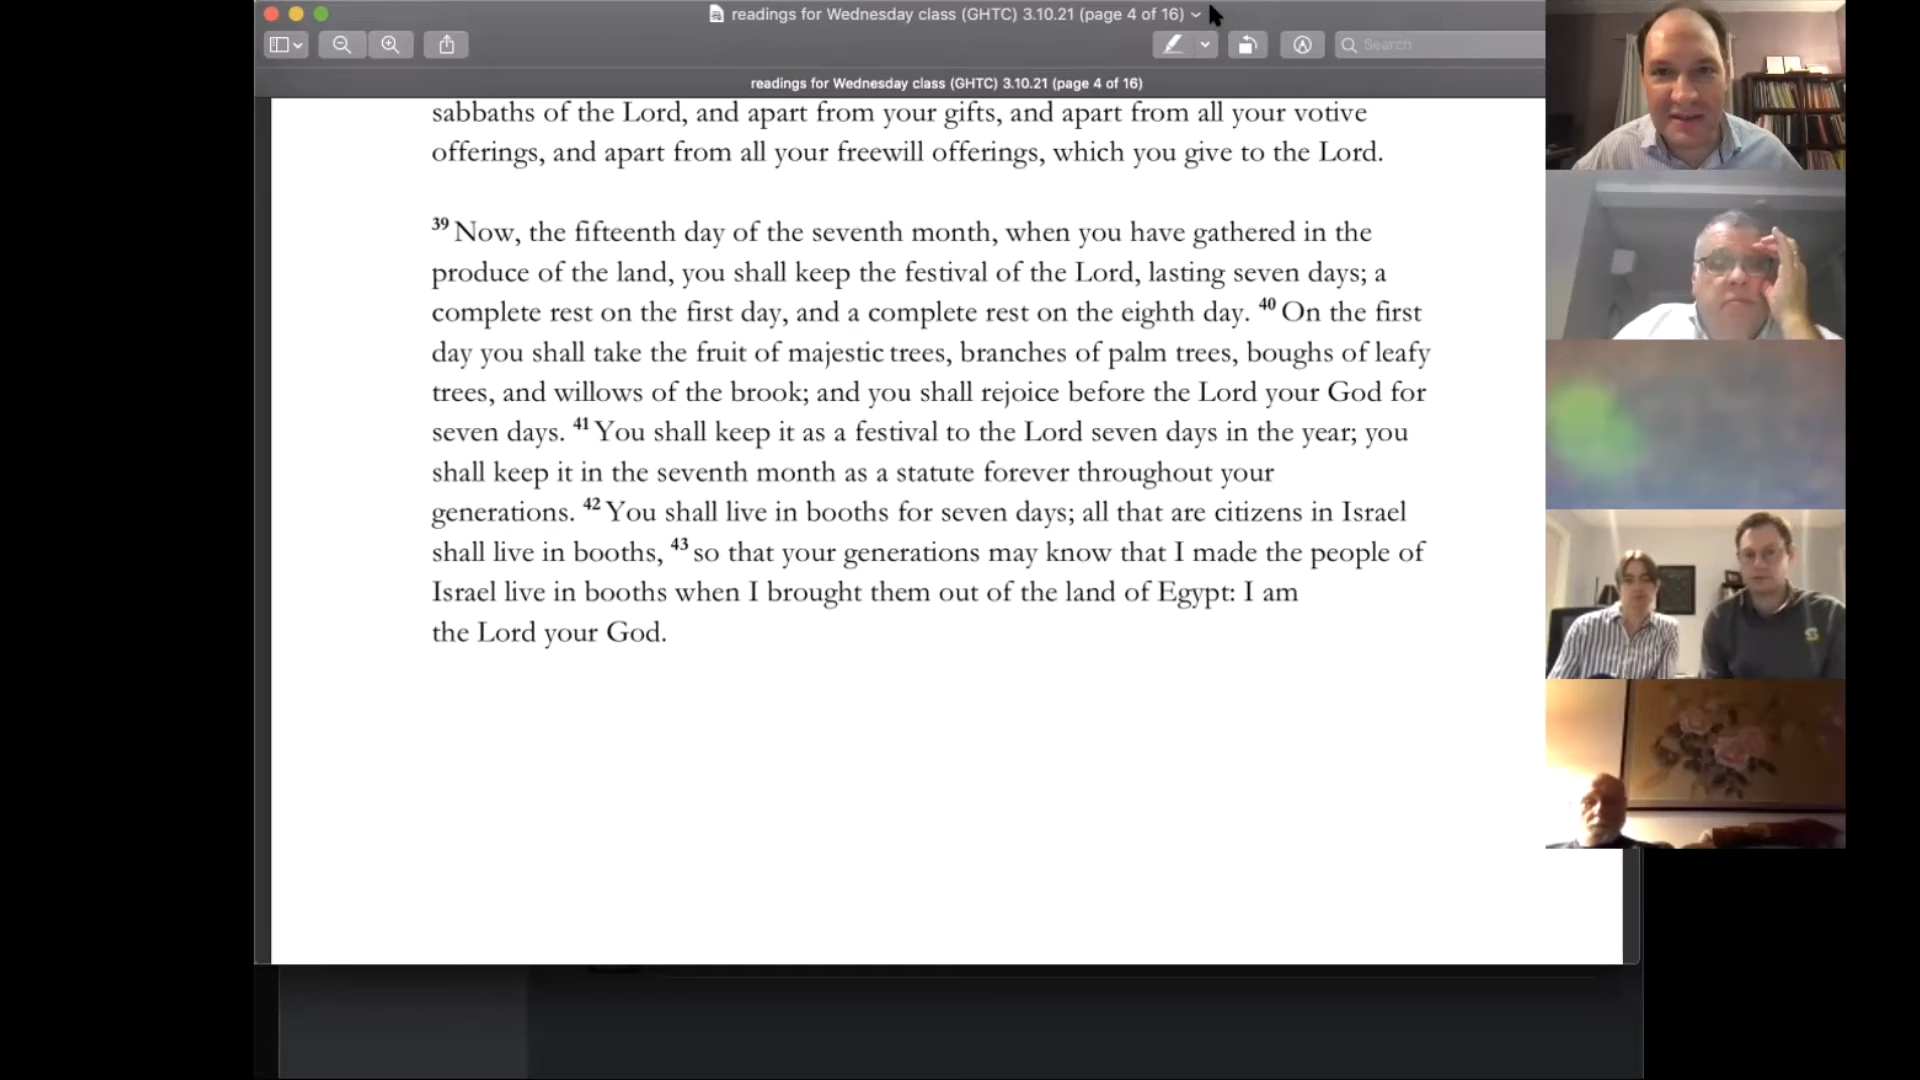 readings for Wednesday class (GHTC) 3.10.21 (page 4 of 16)
Search
readings for Wednesday class (GHTC) 3.10.21 (page 4 of 16)
sabbaths of the Lord, and apart from your gifts, and apart from all your votive
offerings, and apart from all your freewill offerings, which you give to the Lord.
39 Now, the fifteenth day of the seventh month, when you have gathered in the
produce of the land, you shall keep the festival of the Lord, lasting seven days; a
complete rest on the first day, and a complete rest on the eighth day. 40 On the first
day you shall take the fruit of majestic trees, branches of palm trees, boughs of leafy
trees, and willows of the brook; and you shall rejoice before the Lord your God for
seven days. 41 You shall keep it as a festival to the Lord seven days in the year; you
shall keep it in the seventh month as a statute forever throughout your
generations. 42 You shall live in booths for seven days; all that are citizens in Israel
shall live in booths, 43 so that your generations may know that I made the people of
Israel live in booths when I brought them out of the land of Egypt: I am
the Lord your God.